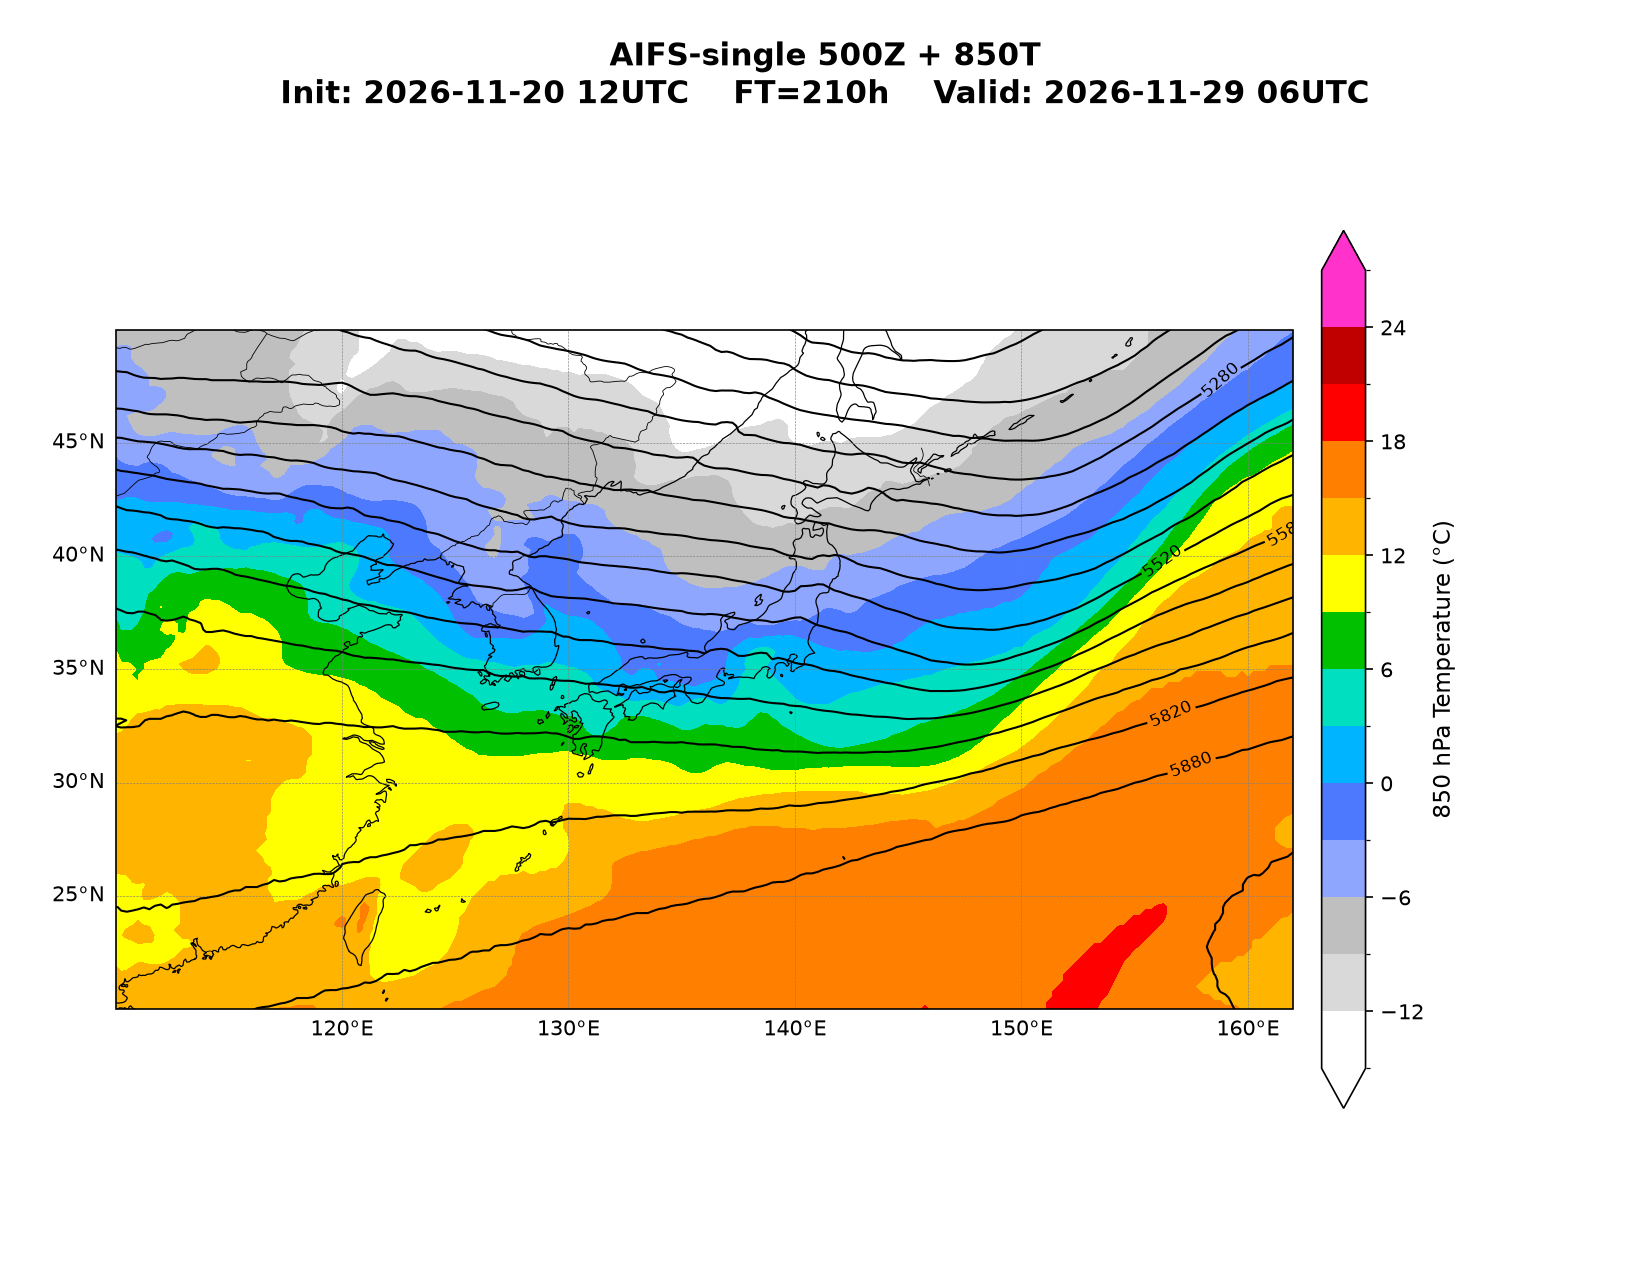 AIFS-single 500Z + 850T
Init: 2026-11-20 12UTC    FT=210h    Valid: 2026-11-29 06UTC
24
18
12
6
0
−6
−12
850 hPa Temperature (°C)
45°N
40°N
35°N
30°N
25°N
5280
5520
558
5820
5880
120°E
130°E
140°E
150°E
160°E